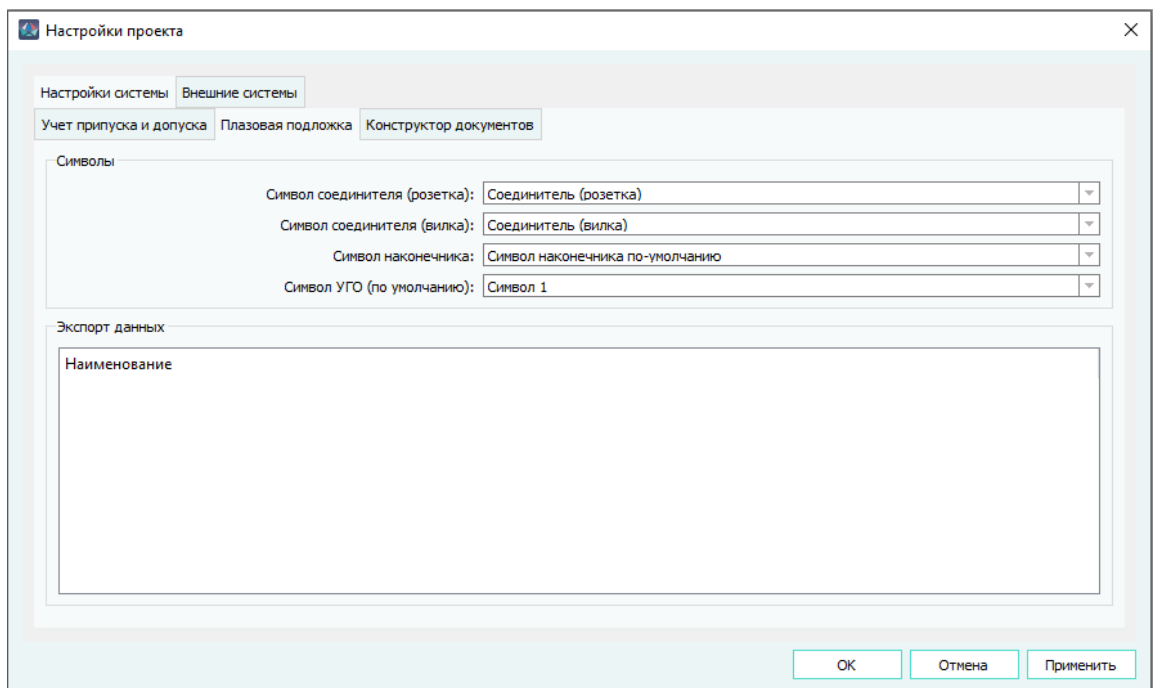 Настройки проекта
Настройки системы Внешние системы
Учет припуска и допуска Плазовая подложка Конструктор документов
Символы
Символ соединителя (розетка): Соединитель (розетка)
Символ соединителя (вилка): Соединитель (вилка)
Символ наконечника: Символ наконечника по-умолчанию
Символ УГО (по умолчанию): Символ 1
Экспорт данных
Наименование
ОК Отмена Применить